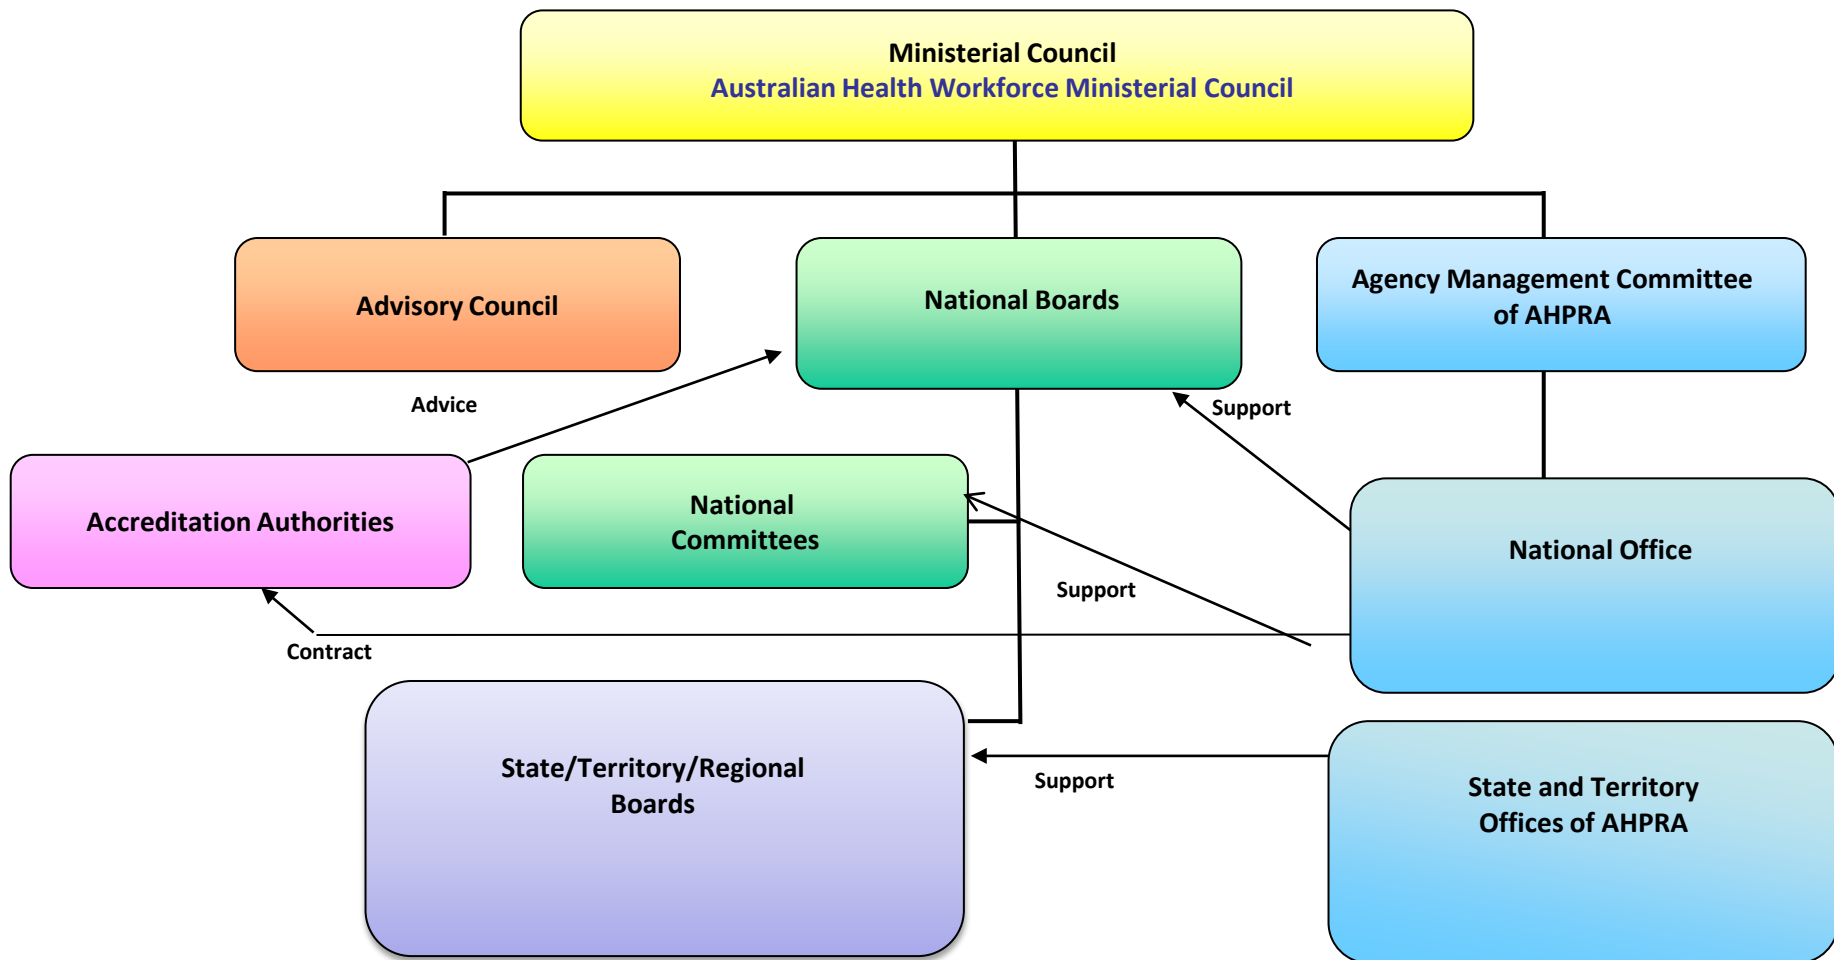 Ministerial Council
Australian Health Workforce Ministerial Council
Advisory Council
National Boards
Agency Management Committee
of AHPRA
Advice
Support
Accreditation Authorities
National
Committees
National Office
Support
Contract
State/Territory/Regional
Boards
Support
State and Territory
Offices of AHPRA